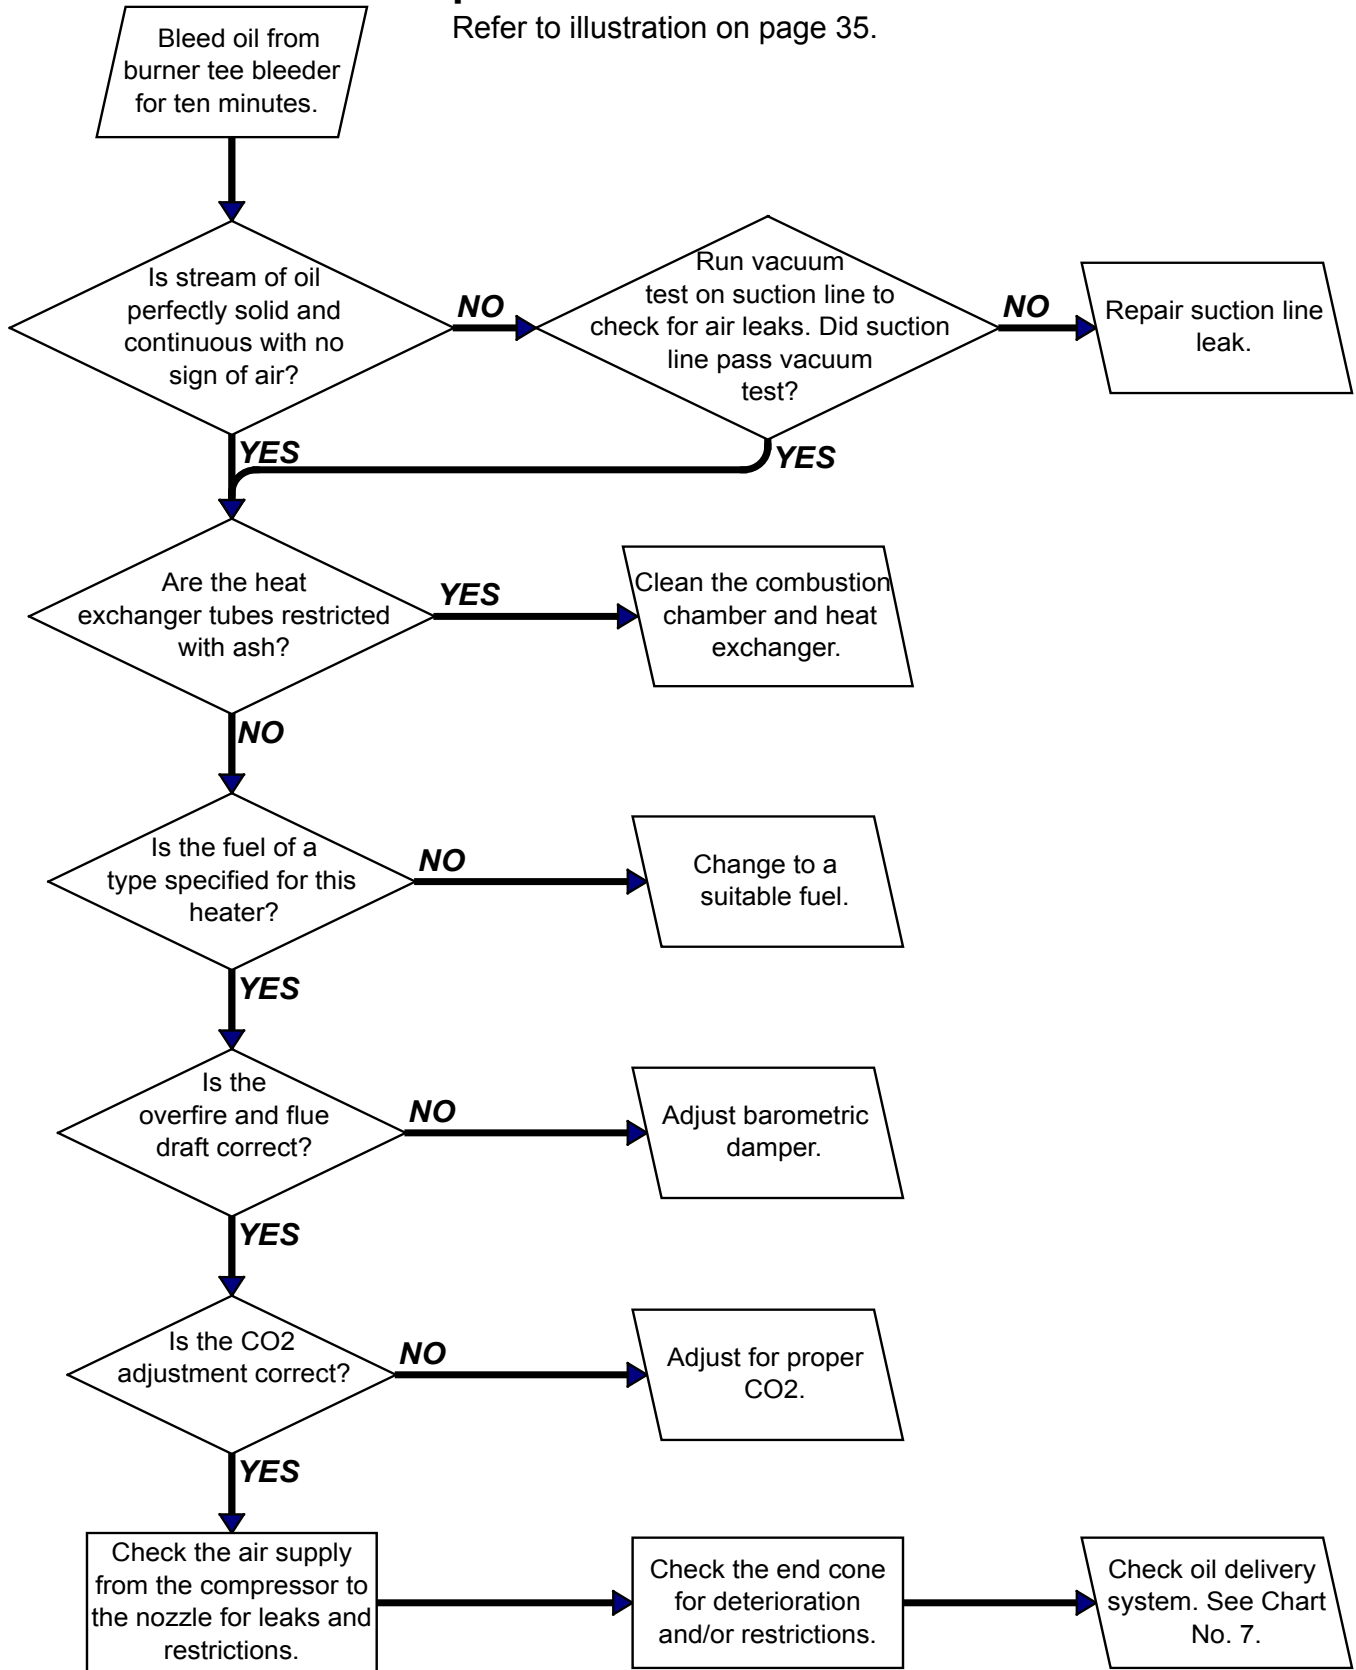 Refer to illustration on page 35.
Bleed oil from
burner tee bleeder
for ten minutes.
Is stream of oil
perfectly solid and
continuous with no
sign of air?
NO
Run vacuum
test on suction line to
check for air leaks. Did suction
line pass vacuum
test?
NO
Repair suction line
leak.
YES
YES
Are the heat
exchanger tubes restricted
with ash?
YES
Clean the combustion
chamber and heat
exchanger.
NO
Is the fuel of a
type specified for this
heater?
NO
Change to a
suitable fuel.
YES
Is the
overfire and flue
draft correct?
NO
Adjust barometric
damper.
YES
Is the CO2
adjustment correct?
NO
Adjust for proper
CO2.
YES
Check the air supply
from the compressor to
the nozzle for leaks and
restrictions.
Check the end cone
for deterioration
and/or restrictions.
Check oil delivery
system. See Chart
No. 7.